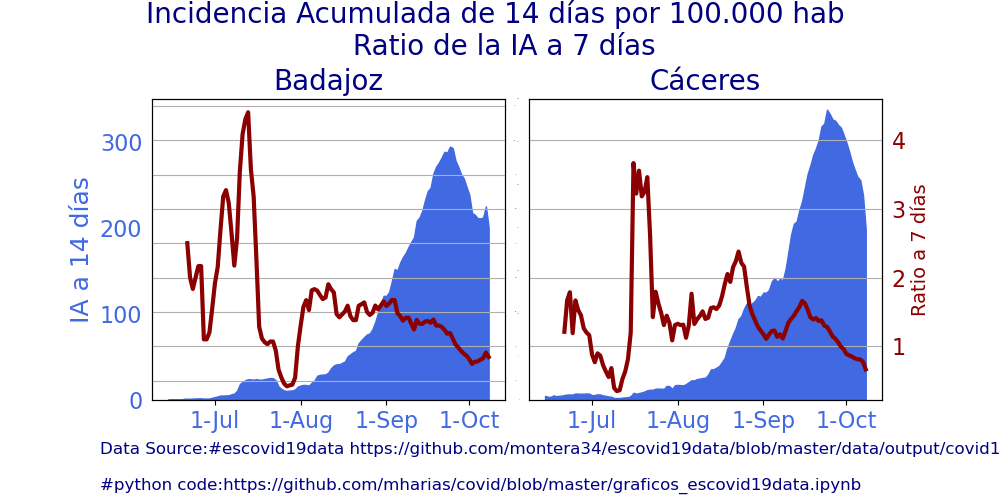 Incidencia Acumulada de 14 días por 100.000 hab
Ratio de la IA a 7 días
Badajoz
Cáceres
IA a 14 días
300
200
100
0
4
3
2
1
Ratio a 7 días
1-Jul
1-Aug
1-Sep
1-Oct
1-Jul
1-Aug
1-Sep
1-Oct
Data Source:#escovid19data https://github.com/montera34/escovid19data/blob/master/data/output/covid1
#python code:https://github.com/mharias/covid/blob/master/graficos_escovid19data.ipynb